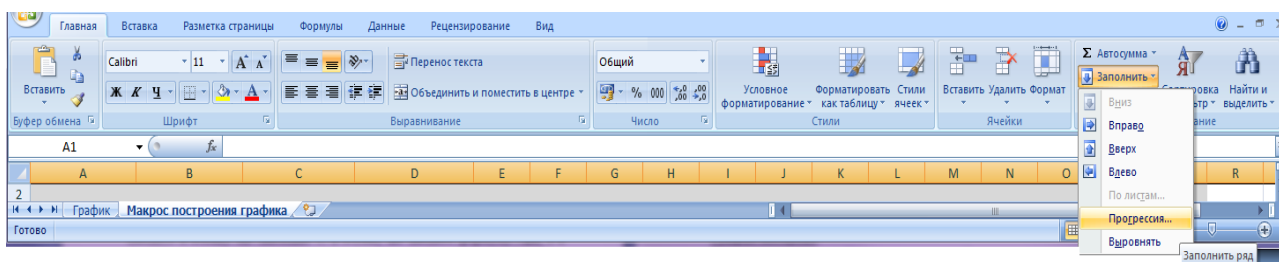 Главная Вставка Разметка страницы Формулы Данные Рецензирование Вид
Calibri 11 А А Перенос текста Общий Σ Автосумма
Вставить Ж К Ч Объединить и поместить в центре % 000 Условное форматирование Форматировать как таблицу Стили ячеек Вставить Удалить Формат Заполнить Найти и выделить
Буфер обмена Шрифт Выравнивание Число Стили Ячейки
Вниз
Вправо
Вверх
Влево
По листам...
Прогрессия...
Выровнять
Заполнить ряд
A1 fx
A B C D E F G H I J K L M N O R
2
График Макрос построения графика
Готово